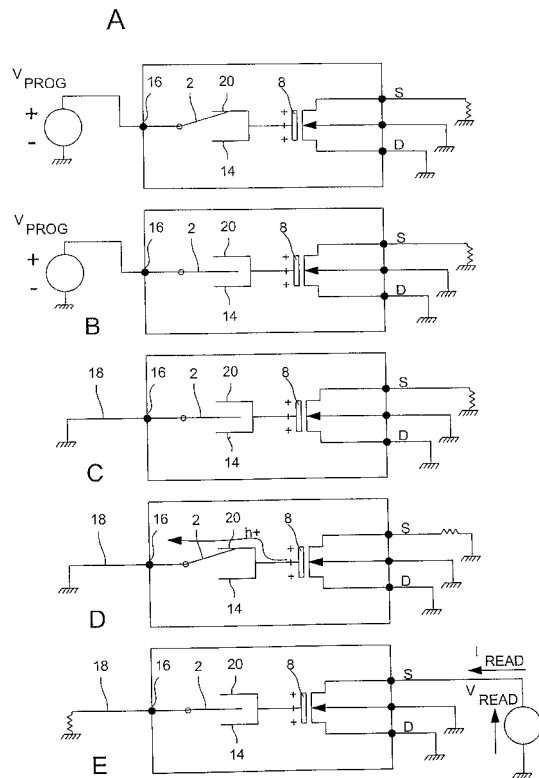 A
V PROG
16 2 20 8 S
+
-
14 D
V PROG
16 2 20 8 S
+
-
14 D
B
18 16 2 20 8 S
14 D
C
18 16 2 20 h+ 8 S
14 D
D
18 16 2 20 8 S
I READ
V READ
14 D
E